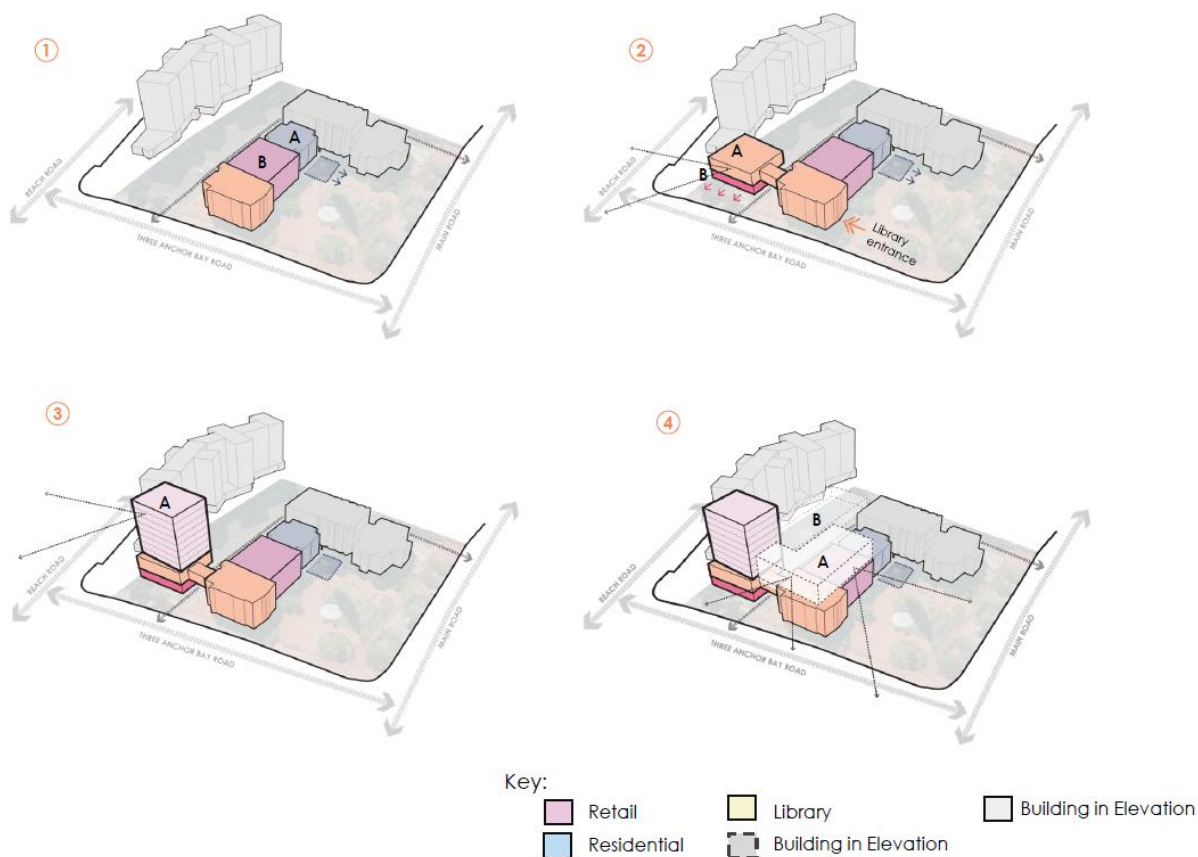 1
A
B
BEACH ROAD
THREE ANCHOR BAY ROAD
MAIN ROAD
2
A
B
BEACH ROAD
THREE ANCHOR BAY ROAD
MAIN ROAD
Library
entrance
3
A
BEACH ROAD
THREE ANCHOR BAY ROAD
MAIN ROAD
4
B
A
BEACH ROAD
THREE ANCHOR BAY ROAD
MAIN ROAD
Key:
Retail
Library
Building in Elevation
Residential
Building in Elevation